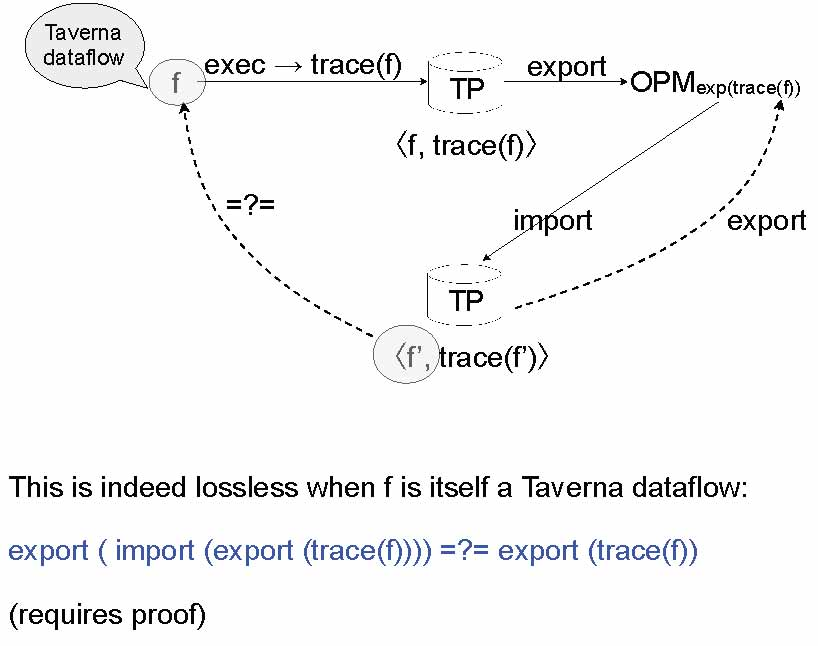 Taverna
dataflow
f
exec → trace(f)
TP
export
OPMexp(trace(f))
〈f, trace(f)〉
=?=
import
export
TP
〈f’, trace(f’)〉
This is indeed lossless when f is itself a Taverna dataflow:
export ( import (export (trace(f)))) =?= export (trace(f))
(requires proof)